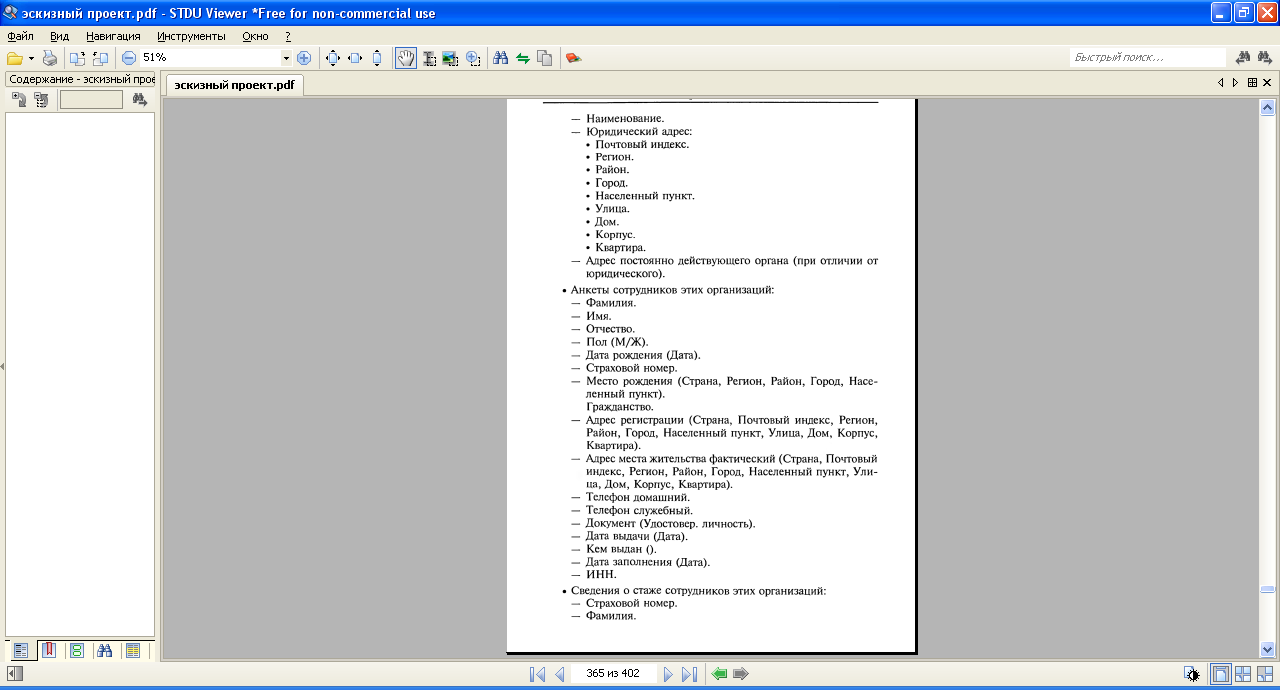 эскизный проект.pdf - STDU Viewer *Free for non-commercial use
Файл Вид Навигация Инструменты Окно ?
51%
Быстрый поиск...
Содержание - эскизный прое
эскизный проект.pdf
— Наименование.
— Юридический адрес:
• Почтовый индекс.
• Регион.
• Район.
• Город.
• Населенный пункт.
• Улица.
• Дом.
• Корпус.
• Квартира.
— Адрес постоянно действующего органа (при отличии от
юридического).
• Анкеты сотрудников этих организаций:
— Фамилия.
— Имя.
— Отчество.
— Пол (М/Ж).
— Дата рождения (Дата).
— Страховой номер.
— Место рождения (Страна, Регион, Район, Город, Насе-
ленный пункт).
Гражданство.
— Адрес регистрации (Страна, Почтовый индекс, Регион,
Район, Город, Населенный пункт, Улица, Дом, Корпус,
Квартира).
— Адрес места жительства фактический (Страна, Почтовый
индекс, Регион, Район, Город, Населенный пункт, Ули-
ца, Дом, Корпус, Квартира).
— Телефон домашний.
— Телефон служебный.
— Документ (Удостовер. личность).
— Дата выдачи (Дата).
— Кем выдан ().
— Дата заполнения (Дата).
— ИНН.
• Сведения о стаже сотрудников этих организаций:
— Страховой номер.
— Фамилия.
365 из 402